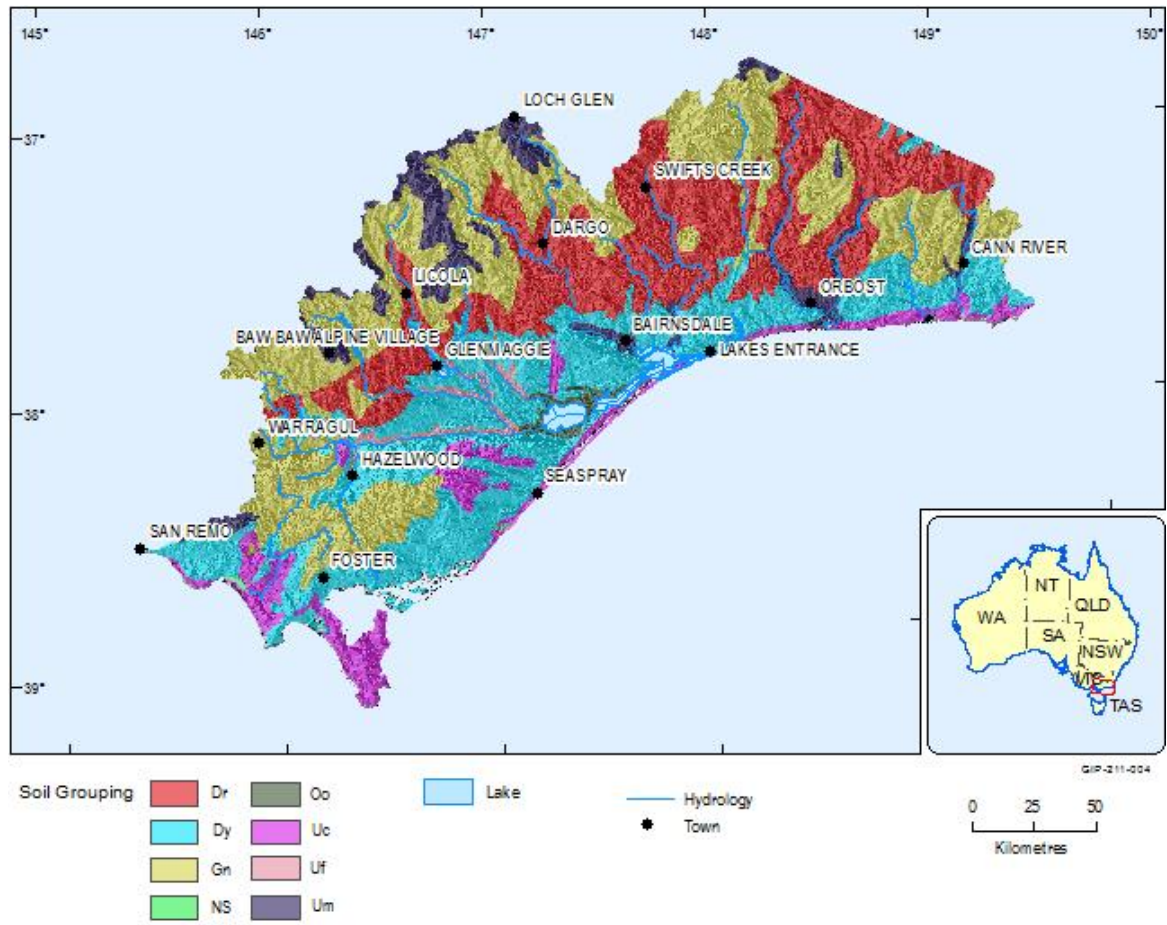 145° 146° 147° 148° 149° 150°
LOCH GLEN
37°
SWIFTS CREEK
DARGO
CANN RIVER
LICOLA
ORBOST
BAIRNSDALE
BAW BAW ALPINE VILLAGE
GLENMAGGIE
LAKES ENTRANCE
38°
WARRAGUL
HAZELWOOD
SEASPRAY
SAN REMO
FOSTER
39°
NT
QLD
WA
SA
NSW
TAS
GIP-211-004
Soil Grouping
Dr
Dy
Gn
NS
Oo
Uc
Uf
Um
Lake
Hydrology
Town
0 25 50
Kilometres